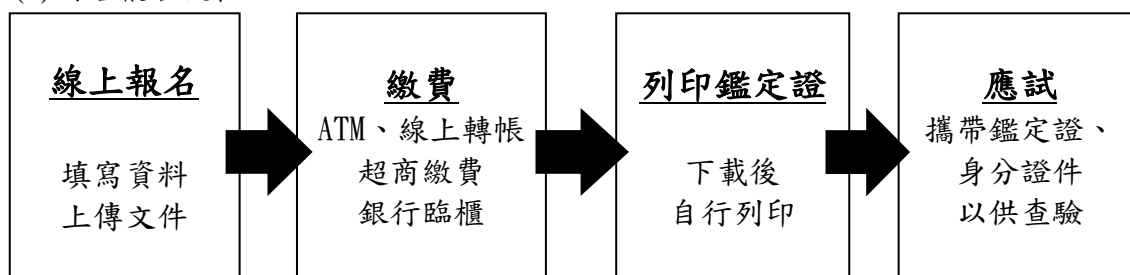 線上報名
填寫資料
上傳文件
繳費
ATM、線上轉帳
超商繳費
銀行臨櫃
列印鑑定證
下載後
自行列印
應試
攜帶鑑定證、
身分證件
以供查驗